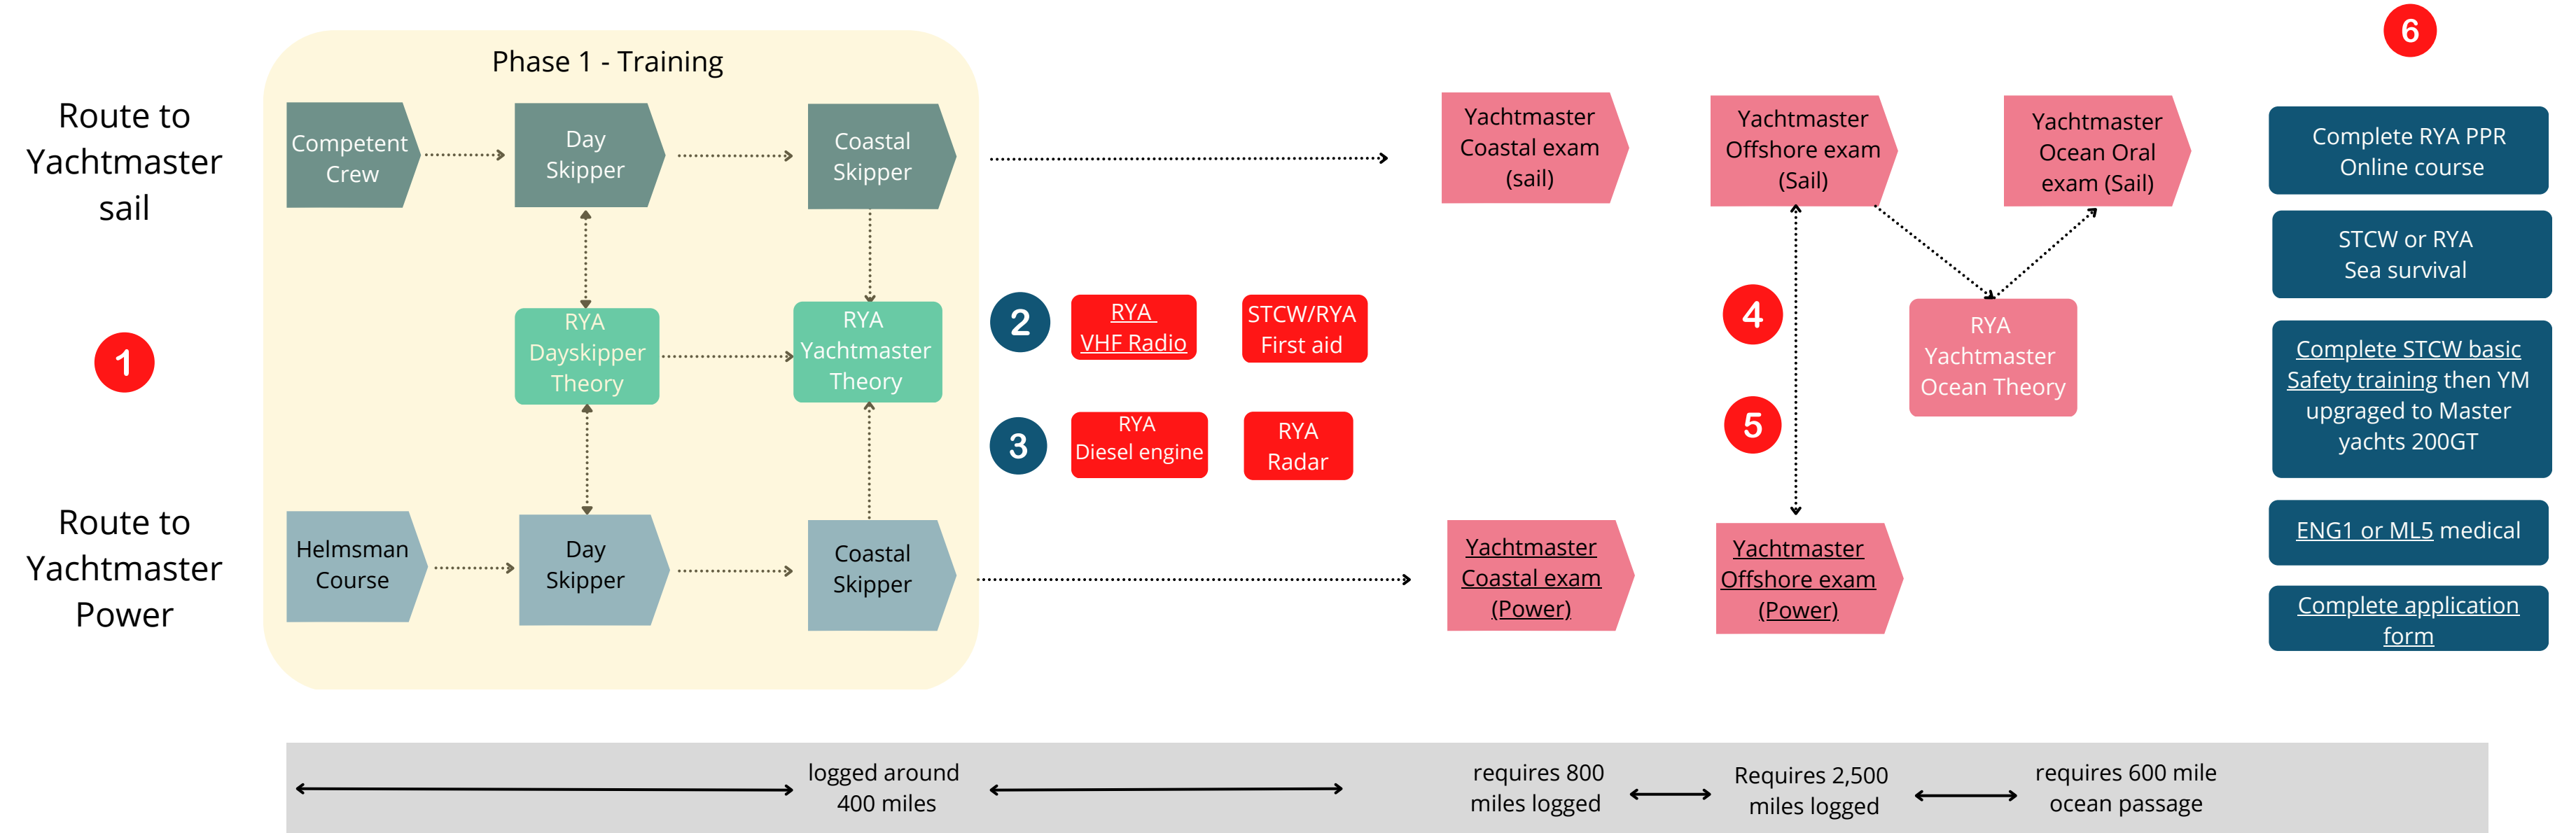 6
Phase 1 - Training
Route to
Yachtmaster
sail
Competent
Crew
Day
Skipper
Coastal
Skipper
Yachtmaster
Coastal exam
(sail)
Yachtmaster
Offshore exam
(Sail)
Yachtmaster
Ocean Oral
exam (Sail)
Complete RYA PPR
Online course
STCW or RYA
Sea survival
1
RYA
Dayskipper
Theory
RYA
Yachtmaster
Theory
2
RYA
VHF Radio
STCW/RYA
First aid
3
RYA
Diesel engine
RYA
Radar
4
5
RYA
Yachtmaster
Ocean Theory
Complete STCW basic
Safety training then YM
upgraged to Master
yachts 200GT
Route to
Yachtmaster
Power
Helmsman
Course
Day
Skipper
Coastal
Skipper
Yachtmaster
Coastal exam
(Power)
Yachtmaster
Offshore exam
(Power)
ENG1 or ML5 medical
Complete application
form
logged around
400 miles
requires 800
miles logged
Requires 2,500
miles logged
requires 600 mile
ocean passage